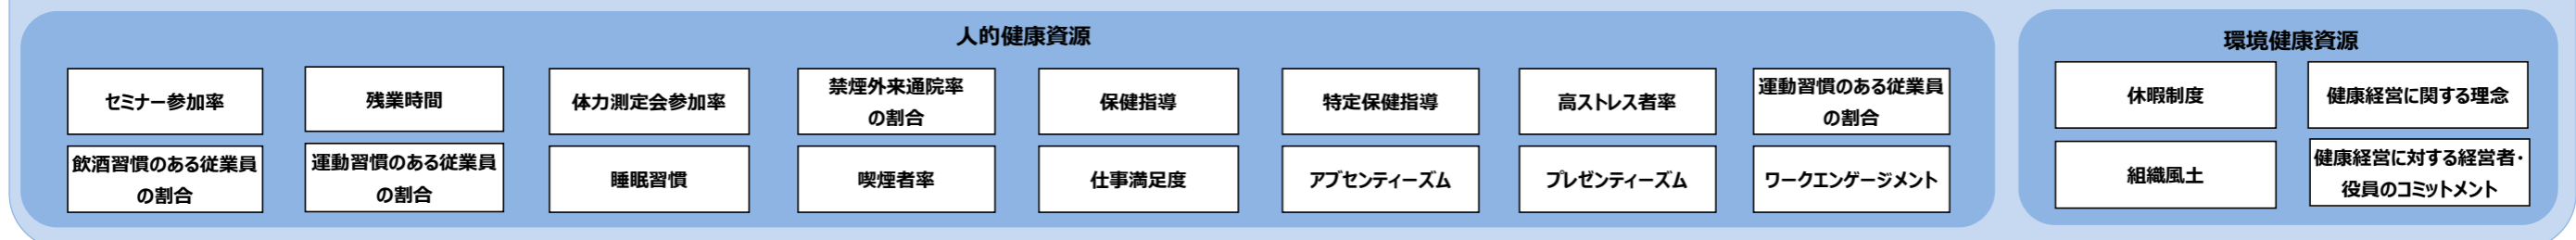 人的健康資源
セミナー参加率
残業時間
体力測定会参加率
禁煙外来通院率
の割合
保健指導
特定保健指導
高ストレス者率
運動習慣のある従業員
の割合
飲酒習慣のある従業員
の割合
運動習慣のある従業員
の割合
睡眠習慣
喫煙者率
仕事満足度
アブセンティーズム
プレゼンティーズム
ワークエンゲージメント
環境健康資源
休暇制度
健康経営に関する理念
組織風土
健康経営に対する経営者・
役員のコミットメント